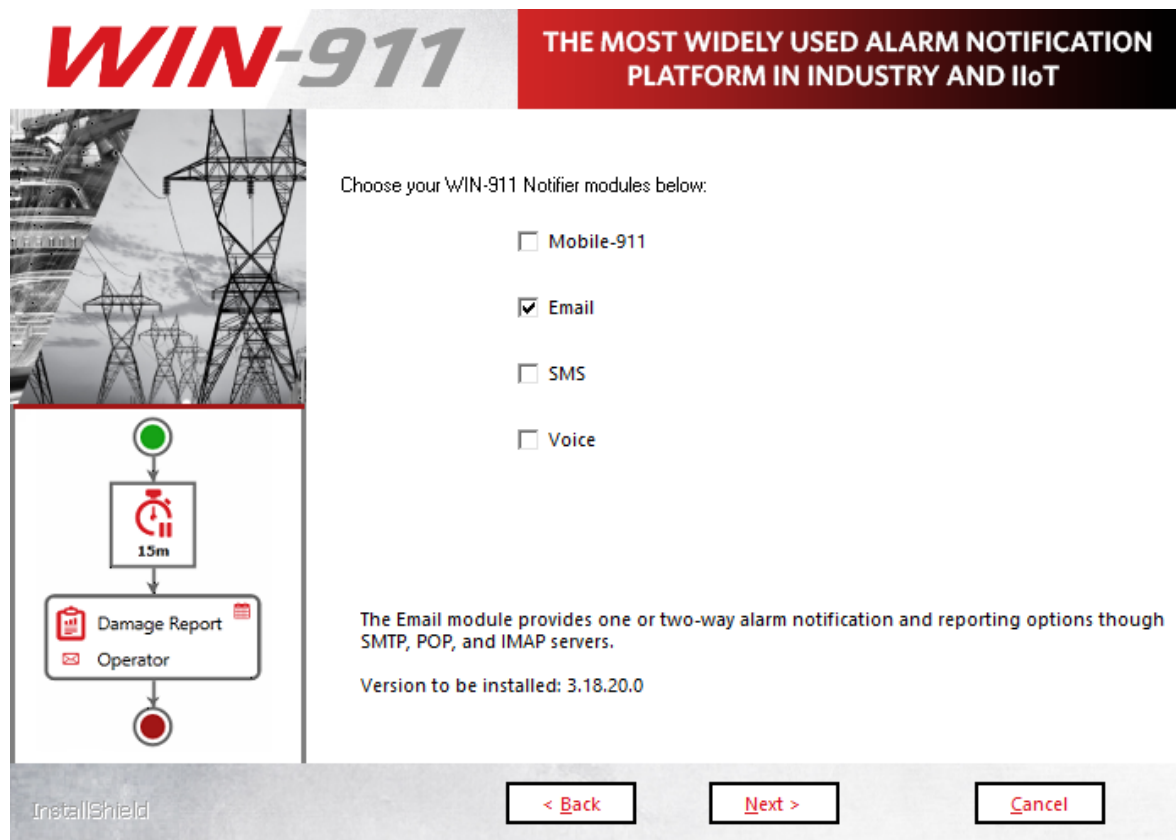 WIN-911
THE MOST WIDELY USED ALARM NOTIFICATION
PLATFORM IN INDUSTRY AND IIoT
Choose your WIN-911 Notifier modules below:
Mobile-911
Email
SMS
Voice
15m
Damage Report
Operator
The Email module provides one or two-way alarm notification and reporting options though
SMTP, POP, and IMAP servers.
Version to be installed: 3.18.20.0
InstallShield
< Back
Next >
Cancel